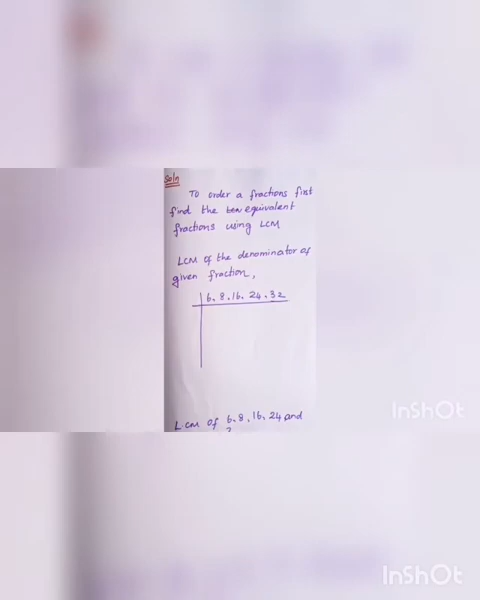 Soln
To order a fractions first
find the equivalent
fractions using LCM
LCM of the denominator of
given fraction,
6, 8, 16, 24, 32
LCM of 6, 8, 16, 24 and
InShOt
InShOt